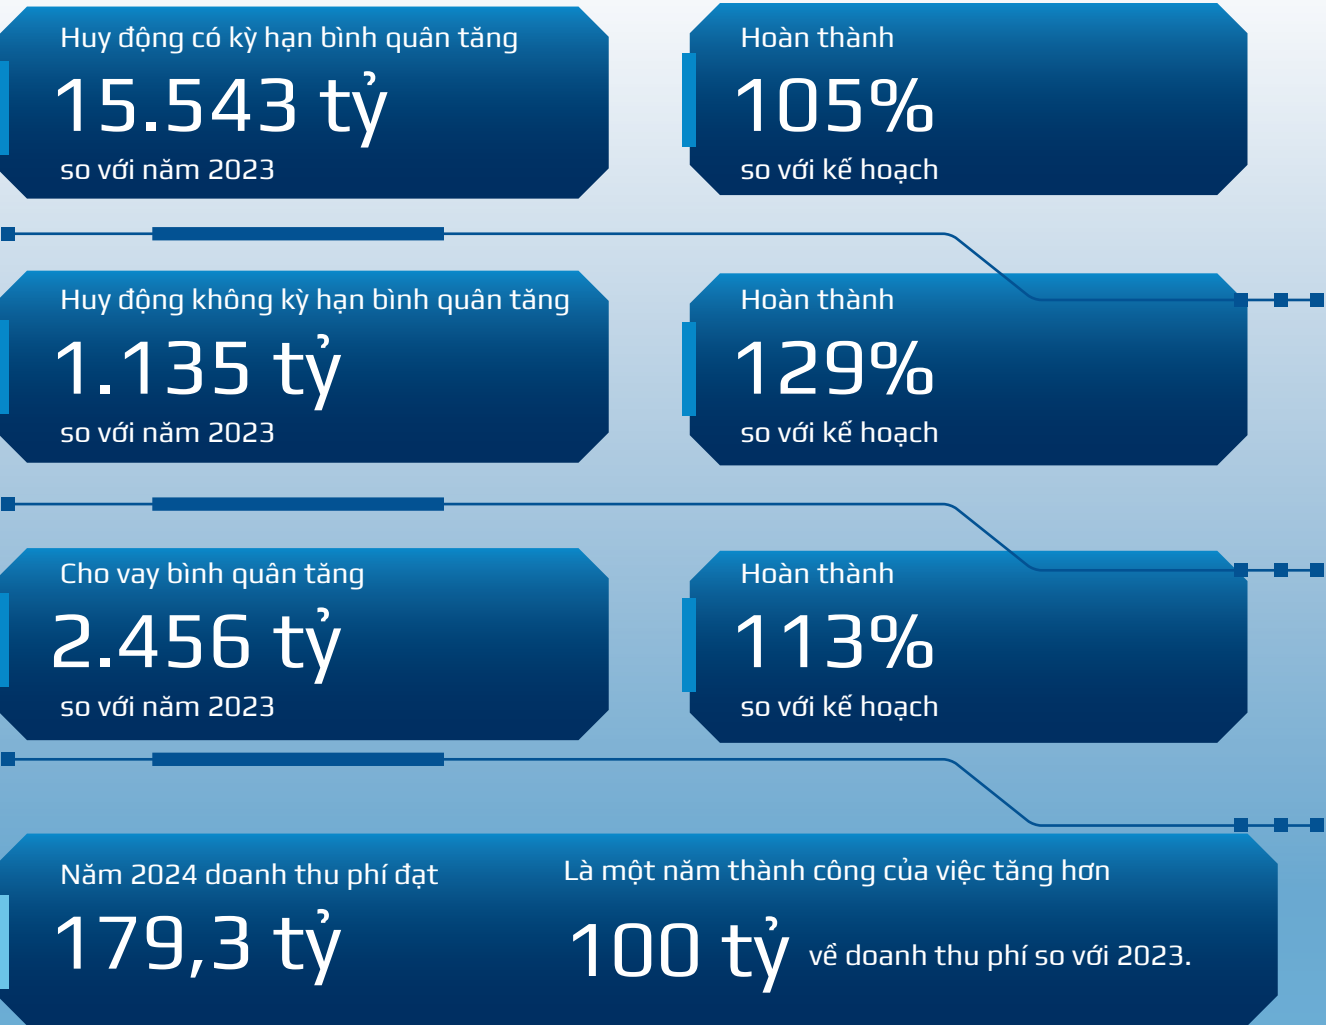 Huy động có kỳ hạn bình quân tăng
15.543 tỷ
so với năm 2023
Hoàn thành
105%
so với kế hoạch
Huy động không kỳ hạn bình quân tăng
1.135 tỷ
so với năm 2023
Hoàn thành
129%
so với kế hoạch
Cho vay bình quân tăng
2.456 tỷ
so với năm 2023
Hoàn thành
113%
so với kế hoạch
Năm 2024 doanh thu phí đạt
179,3 tỷ
Là một năm thành công của việc tăng hơn
100 tỷ về doanh thu phí so với 2023.